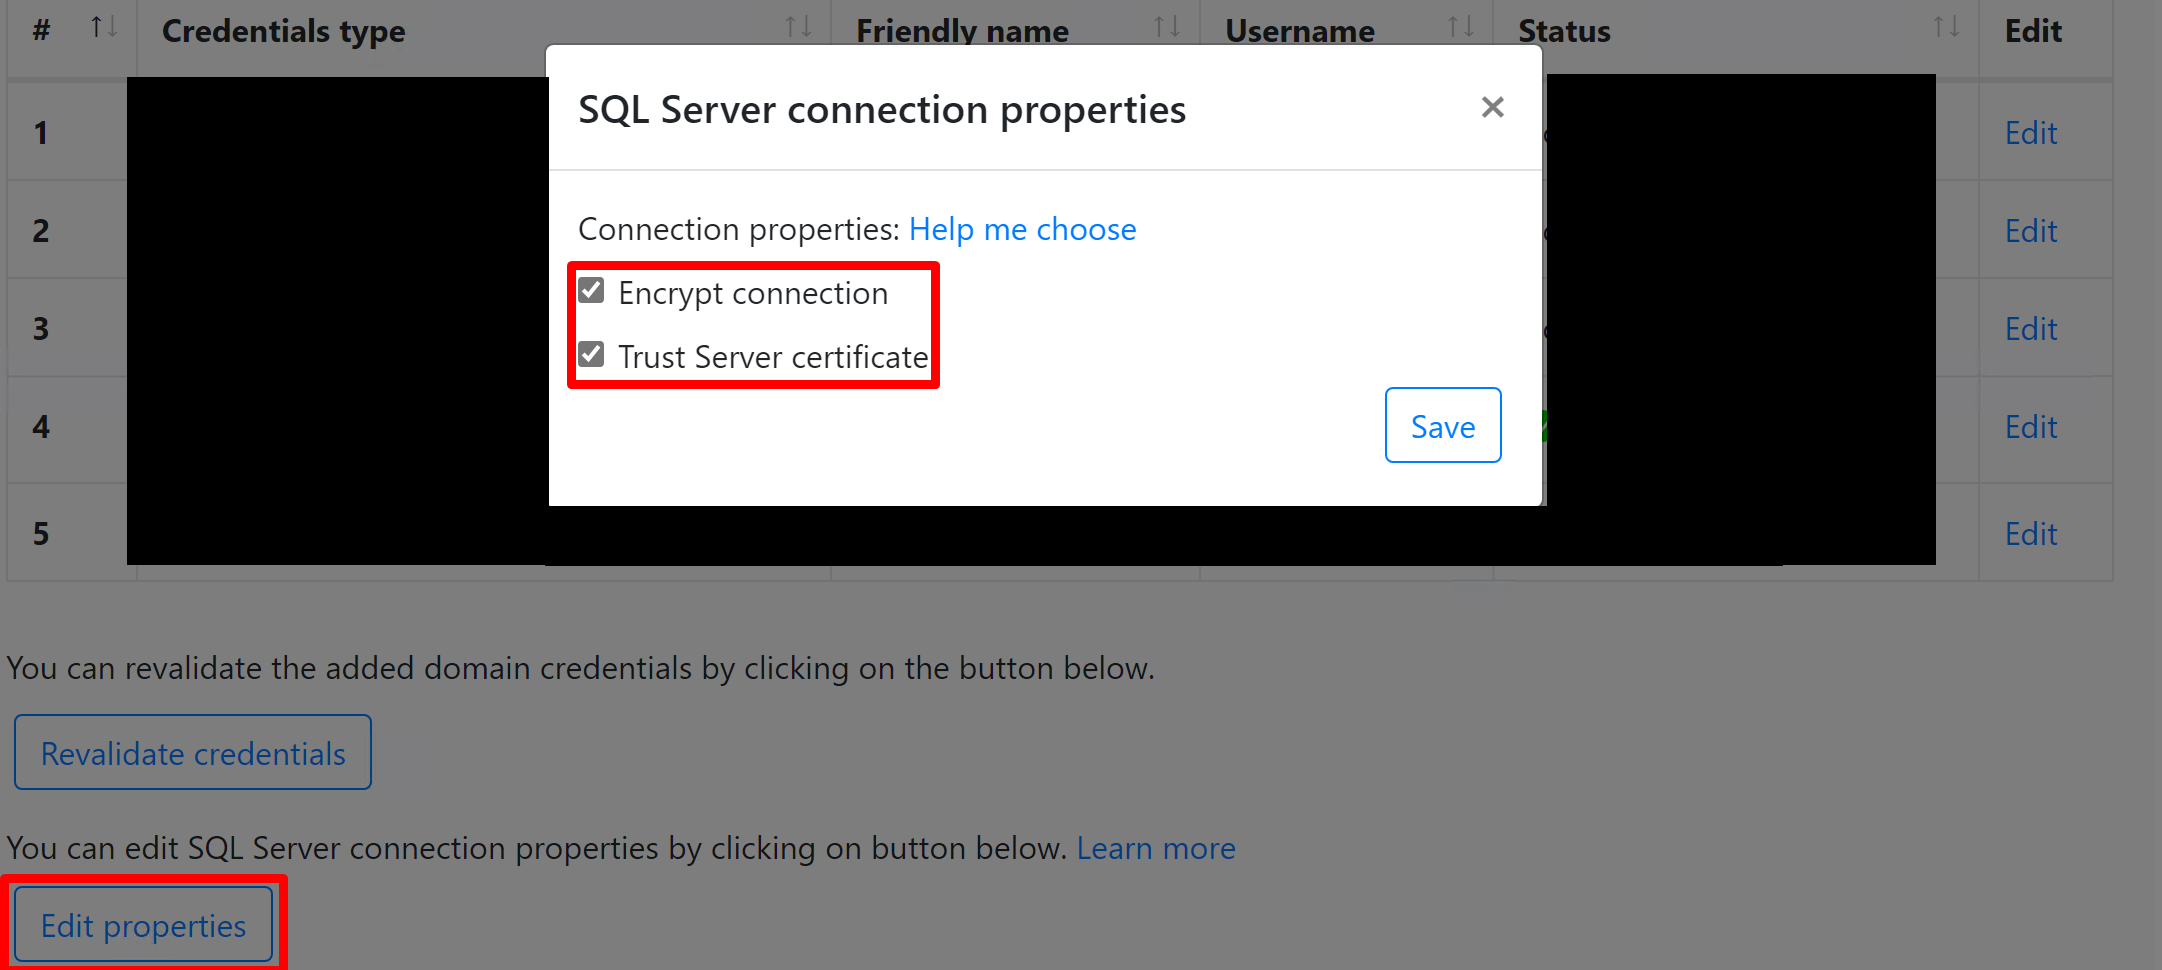 # Credentials type Friendly name Username Status Edit
SQL Server connection properties
1 Edit
2 Edit
Connection properties: Help me choose
Encrypt connection
3 Edit
Trust Server certificate
4 Edit
Save
5 Edit
You can revalidate the added domain credentials by clicking on the button below.
Revalidate credentials
You can edit SQL Server connection properties by clicking on button below. Learn more
Edit properties